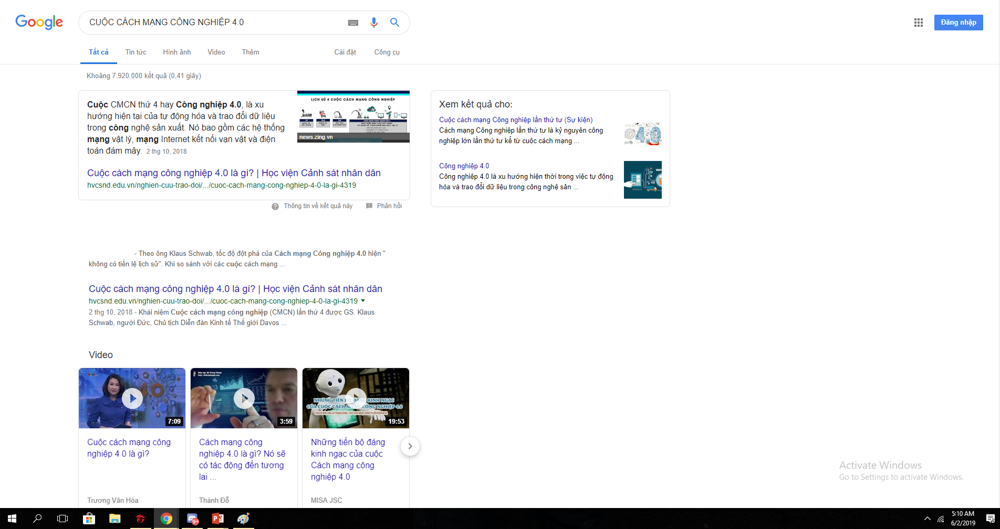 Google
CUỘC CÁCH MẠNG CÔNG NGHIỆP 4.0
Đăng nhập
Tất cả
Tin tức
Hình ảnh
Video
Thêm
Cài đặt
Công cụ
Khoảng 7.920.000 kết quả (0,41 giây)
Cuộc CMCN thứ 4 hay Công nghiệp 4.0, là xu
hướng hiện tại của tự động hóa và trao đổi dữ liệu
trong công nghệ sản xuất. Nó bao gồm các hệ thống
mạng vật lý, mạng Internet kết nối vạn vật và điện
toán đám mây. 2 thg 10, 2018
LỊCH SỬ 4 CUỘC CÁCH MẠNG CÔNG NGHIỆP
news.zing.vn
Cuộc cách mạng công nghiệp 4.0 là gì? | Học viện Cảnh sát nhân dân
hvcsnd.edu.vn/nghien-cuu-trao-doi/.../cuoc-cach-mang-cong-nghiep-4-0-la-gi-4319
Thông tin về kết quả này
Phản hồi
Xem kết quả cho:
Cuộc cách mạng Công nghiệp lần thứ tư (Sự kiện)
Cách mạng Công nghiệp lần thứ tư là kỷ nguyên công
nghiệp lớn lần thứ tư kể từ cuộc cách mạng ...
Công nghiệp 4.0
Công nghiệp 4.0 là xu hướng hiện thời trong việc tự động
hóa và trao đổi dữ liệu trong công nghệ sản ...
- Theo ông Klaus Schwab, tốc độ đột phá của Cách mạng Công nghiệp 4.0 hiện "
không có tiền lệ lịch sử". Khi so sánh với các cuộc cách mạng ...
Cuộc cách mạng công nghiệp 4.0 là gì? | Học viện Cảnh sát nhân dân
hvcsnd.edu.vn/nghien-cuu-trao-doi/.../cuoc-cach-mang-cong-nghiep-4-0-la-gi-4319
2 thg 10, 2018 - Khái niệm Cuộc cách mạng công nghiệp (CMCN) lần thứ 4 được GS. Klaus
Schwab, người Đức, Chủ tịch Diễn đàn Kinh tế Thế giới Davos ...
Video
7:09
3:59
NHỮNG TIẾN BỘ ĐÁNG KINH NGẠC
CỦA CUỘC CÁCH MẠNG CÔNG NGHIỆP 4.0
19:53
Cuộc cách mạng công
nghiệp 4 0 là gì?
Trương Văn Hòa
Cách mạng công
nghiệp 4.0 là gì? Nó sẽ
có tác động đến tương
lai ...
Thành Đỗ
Những tiến bộ đáng
kinh ngạc của cuộc
Cách mạng công
nghiệp 4.0
MISA JSC
Activate Windows
Go to Settings to activate Windows.
9+
5:10 AM
6/2/2019